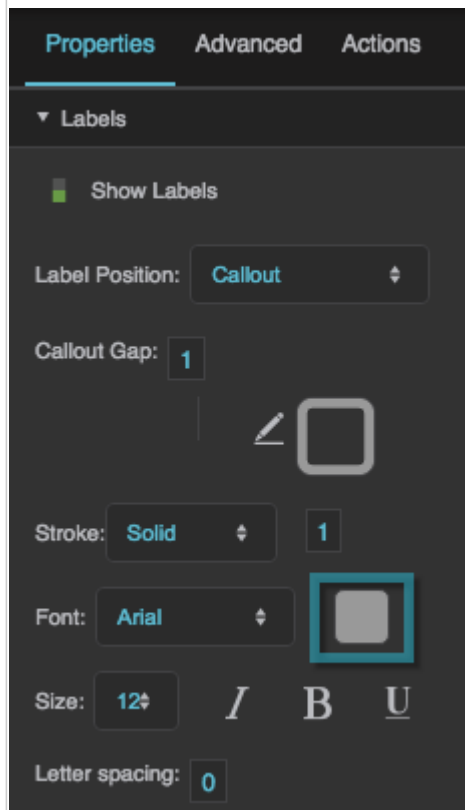 Properties Advanced Actions
Labels
Show Labels
Label Position: Callout
Callout Gap: 1
Stroke: Solid 1
Font: Arial
Size: 12 I B U
Letter spacing: 0